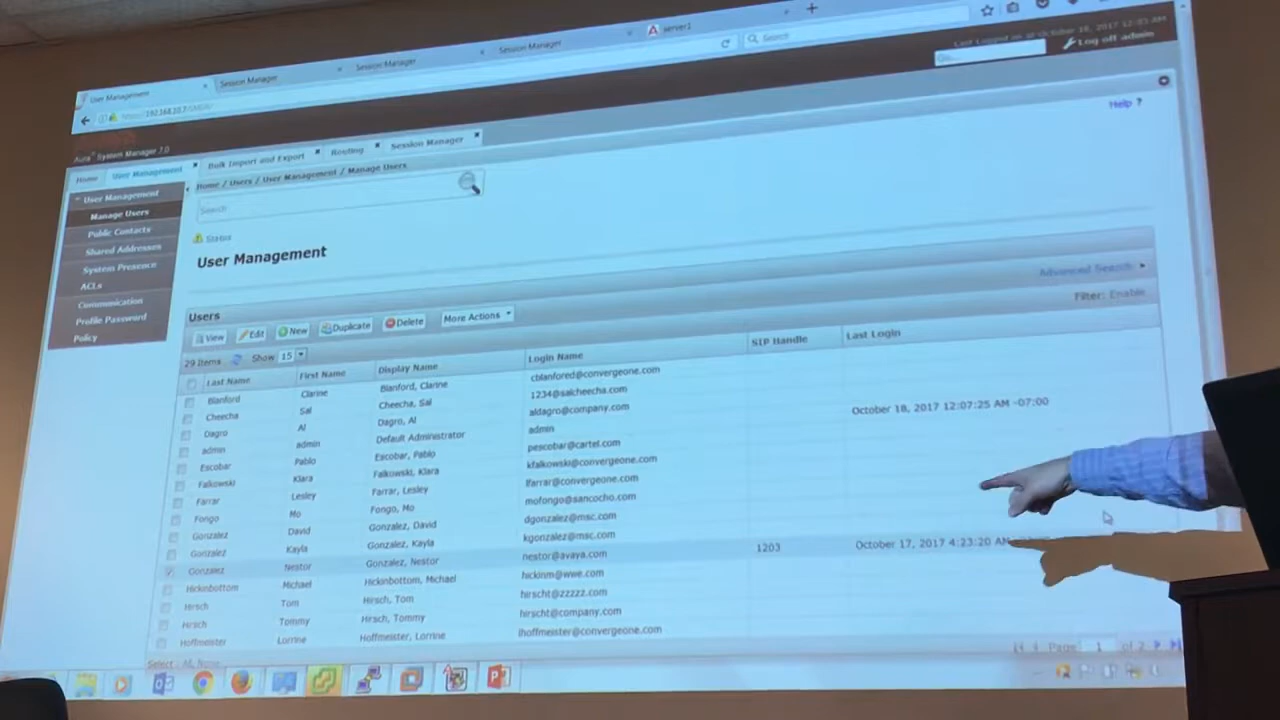 User Management
Session Manager
Session Manager
Session Manager
server1
Search
Log off admin
Aura System Manager 7.0
Help ?
Home
User Management
Bulk Import and Export
Routing
Session Manager
Home / Users / User Management / Manage Users
Search
Status
User Management
Manage Users
Public Contacts
Shared Addresses
System Presence
ACLs
Communication
Profile Password
Policy
User Management
Advanced Search
Users
Filter: Enable
View Edit New Duplicate Delete More Actions
29 Items Show 15
Last Name First Name Display Name Login Name SIP Handle Last Login
Blanford Clarine Blanford, Clarine cblanfored@convergeone.com
Cheecha Sal Cheecha, Sal 1234@salcheecha.com
Dagro Al Dagro, Al aldagro@company.com
admin admin Default Administrator admin October 18, 2017 12:07:25 AM -07:00
Escobar Pablo Escobar, Pablo pescobar@cartel.com
Falkowski Klara Falkowski, Klara kfalkowski@convergeone.com
Farrar Lesley Farrar, Lesley lfarrar@convergeone.com
Fongo Mo Fongo, Mo mofongo@sancocho.com
Gonzalez David Gonzalez, David dgonzalez@msc.com
Gonzalez Kayla Gonzalez, Kayla kgonzalez@msc.com
Gonzalez Nestor Gonzalez, Nestor nestor@avaya.com 1203 October 17, 2017 4:23:20 AM
Hickinbottom Michael Hickinbottom, Michael hickinm@wwe.com
Hirsch Tom Hirsch, Tom hirscht@zzzzz.com
Hirsch Tommy Hirsch, Tommy hirscht@company.com
Hoffmeister Lorrine Hoffmeister, Lorrine lhoffmeister@convergeone.com
Select : All, None
Page 1 of 2